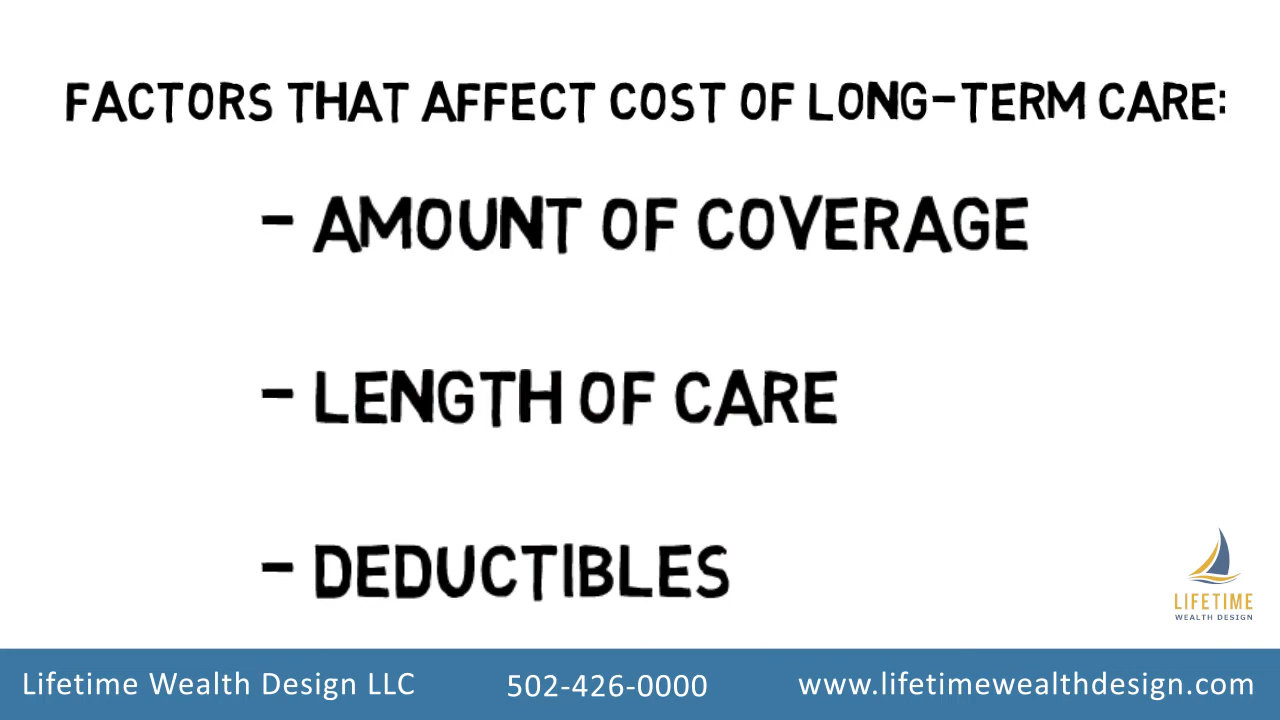 FACTORS THAT AFFECT COST OF LONG-TERM CARE:
- AMOUNT OF COVERAGE
- LENGTH OF CARE
- DEDUCTIBLES
LIFETIME
WEALTH DESIGN
Lifetime Wealth Design LLC 502-426-0000 www.lifetimewealthdesign.com